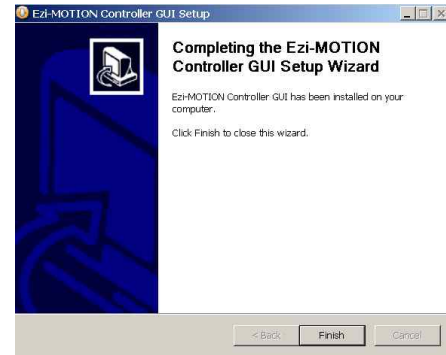 Ezi-MOTION Controller GUI Setup
Completing the Ezi-MOTION
Controller GUI Setup Wizard
Ezi-MOTION Controller GUI has been installed on your
computer.
Click Finish to close this wizard.
< Back
Finish
Cancel